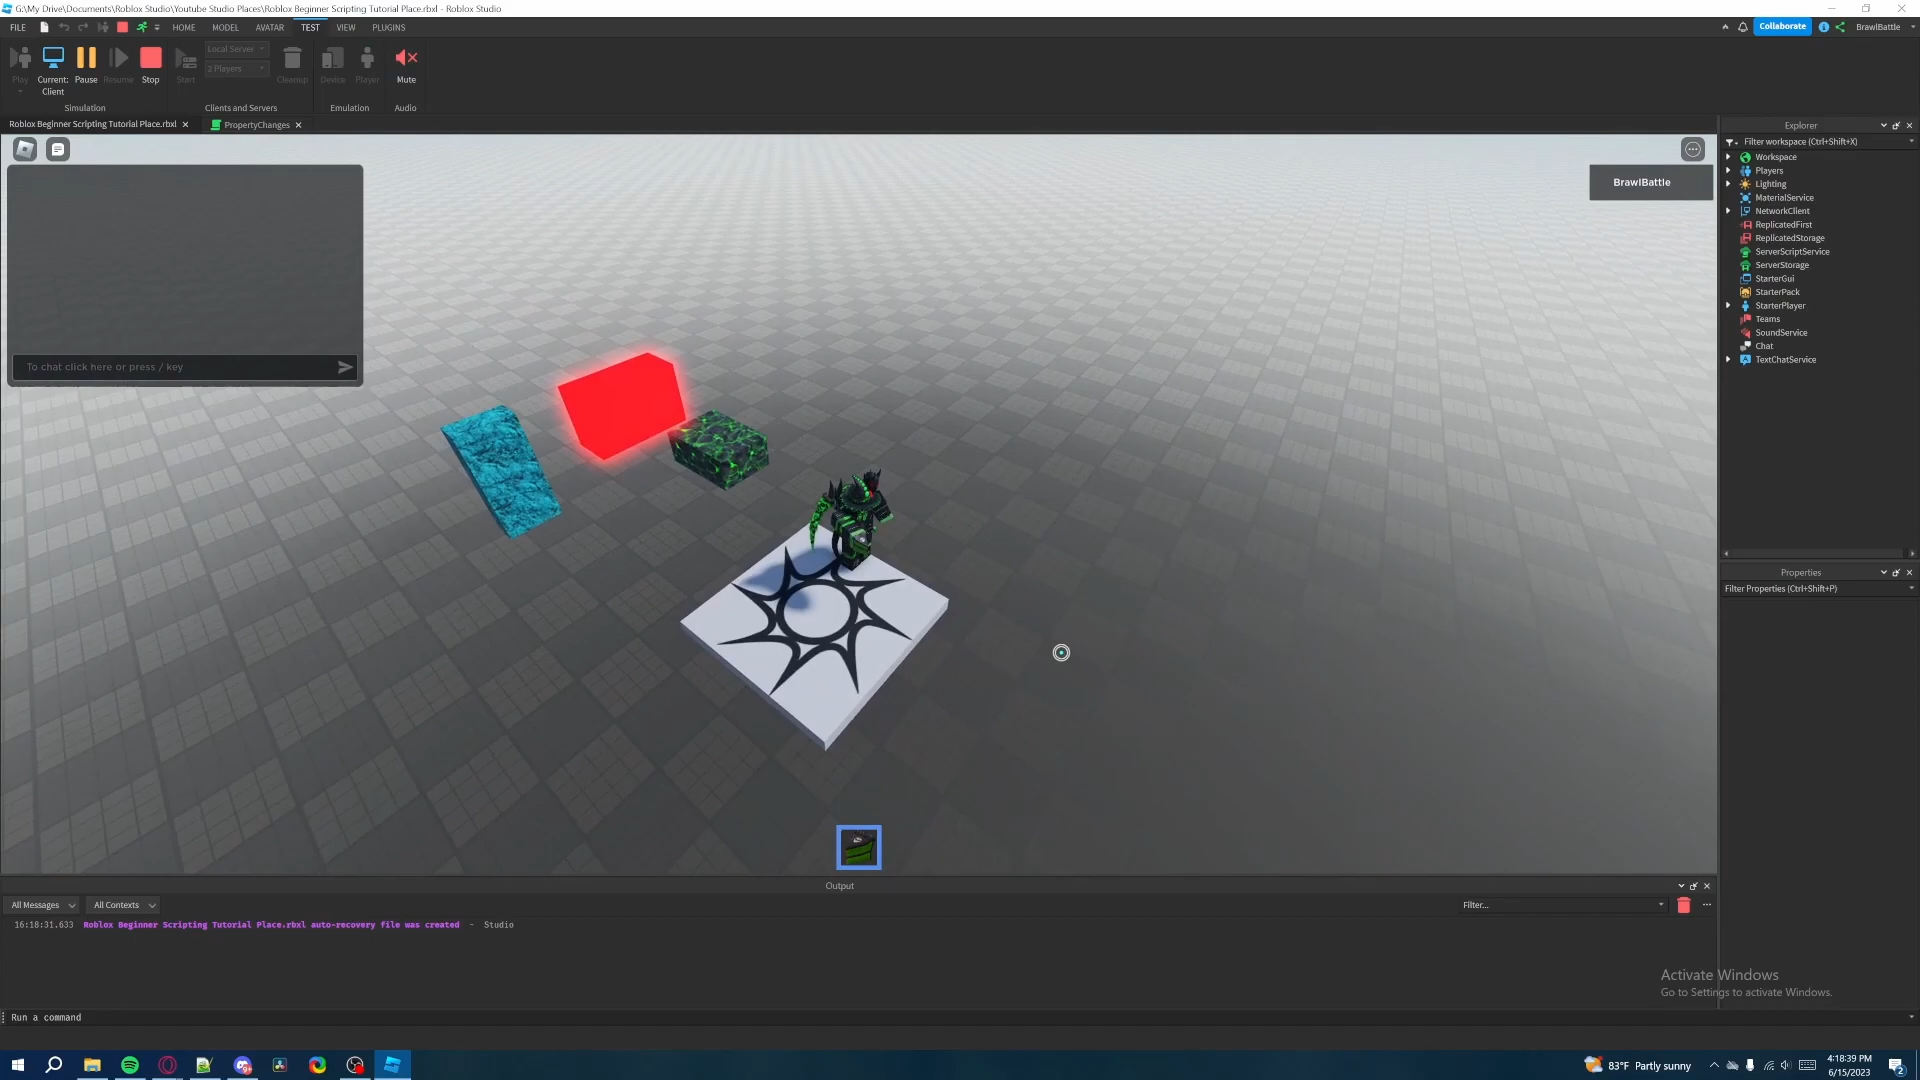 G:\My Drive\Documents\Roblox Studio\Youtube Studio Places\Roblox Beginner Scripting Tutorial Place.rbxl - Roblox Studio
FILE HOME MODEL AVATAR TEST VIEW PLUGINS Collaborate BrawlBattle
Play Current: Client Pause Resume Stop Start Local Server 2 Players Cleanup Device Player Mute
Simulation Clients and Servers Emulation Audio
Roblox Beginner Scripting Tutorial Place.rbxl PropertyChanges
To chat click here or press / key
BrawlBattle
Explorer
Filter workspace (Ctrl+Shift+X)
Workspace
Players
Lighting
MaterialService
NetworkClient
ReplicatedFirst
ReplicatedStorage
ServerScriptService
ServerStorage
StarterGui
StarterPack
StarterPlayer
Teams
SoundService
Chat
TextChatService
Properties
Filter Properties (Ctrl+Shift+P)
Output
All Messages All Contexts Filter...
16:18:31.633 Roblox Beginner Scripting Tutorial Place.rbxl auto-recovery file was created - Studio
Activate Windows
Go to Settings to activate Windows.
Run a command
83°F Partly sunny
4:18:39 PM
6/15/2023
9+
2